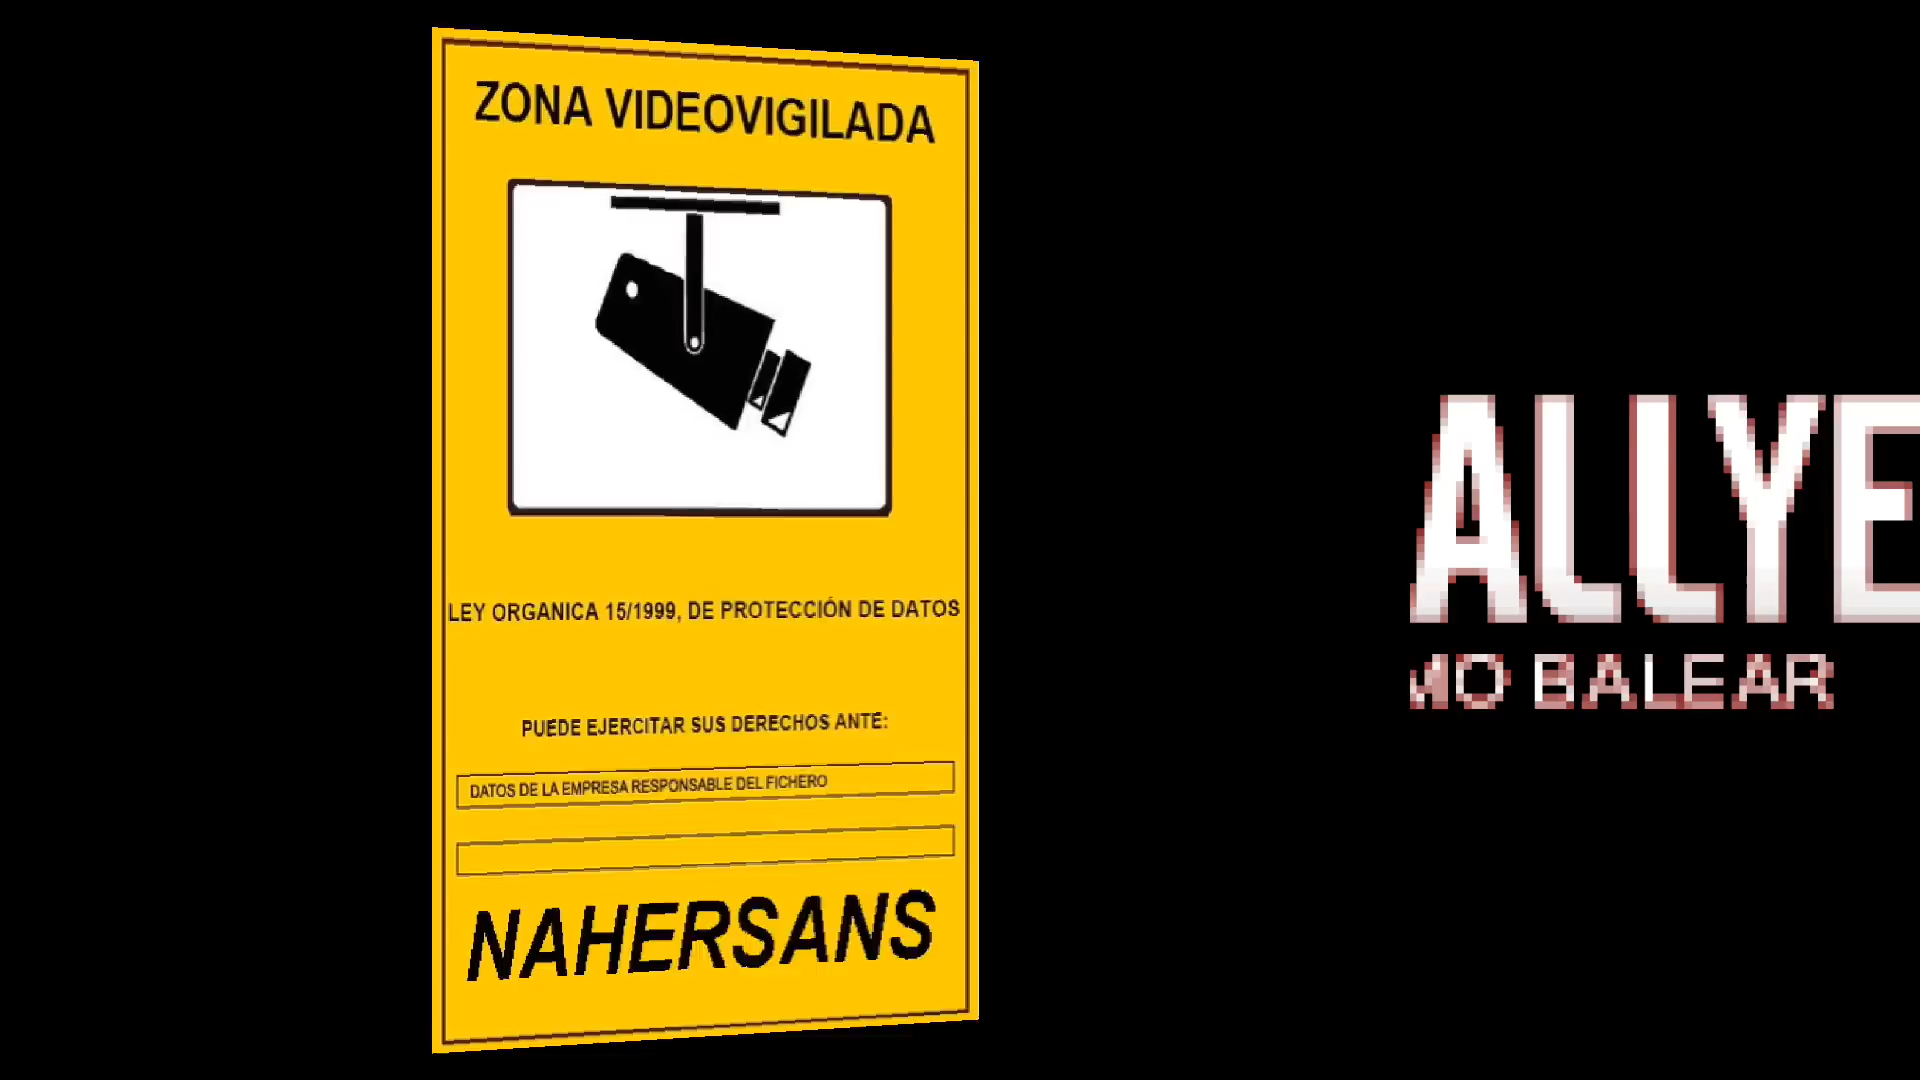 ZONA VIDEOVIGILADA
LEY ORGANICA 15/1999, DE PROTECCIÓN DE DATOS
PUEDE EJERCITAR SUS DERECHOS ANTE:
DATOS DE LA EMPRESA RESPONSABLE DEL FICHERO
NAHERSANS
ALLYE
MO BALEAR